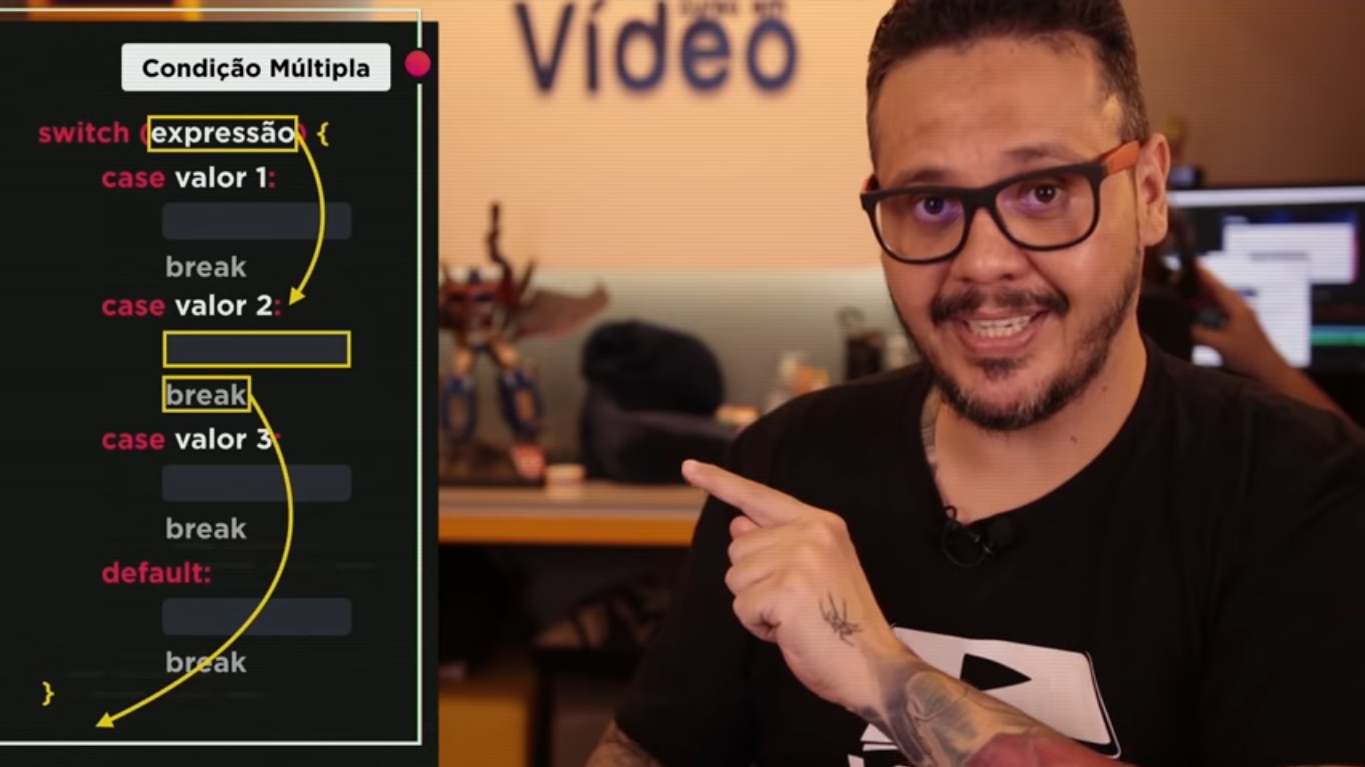 Condição Múltipla
switch (expressão) {
case valor 1:
break
case valor 2:
break
case valor 3:
break
default:
break
}
Vídeo